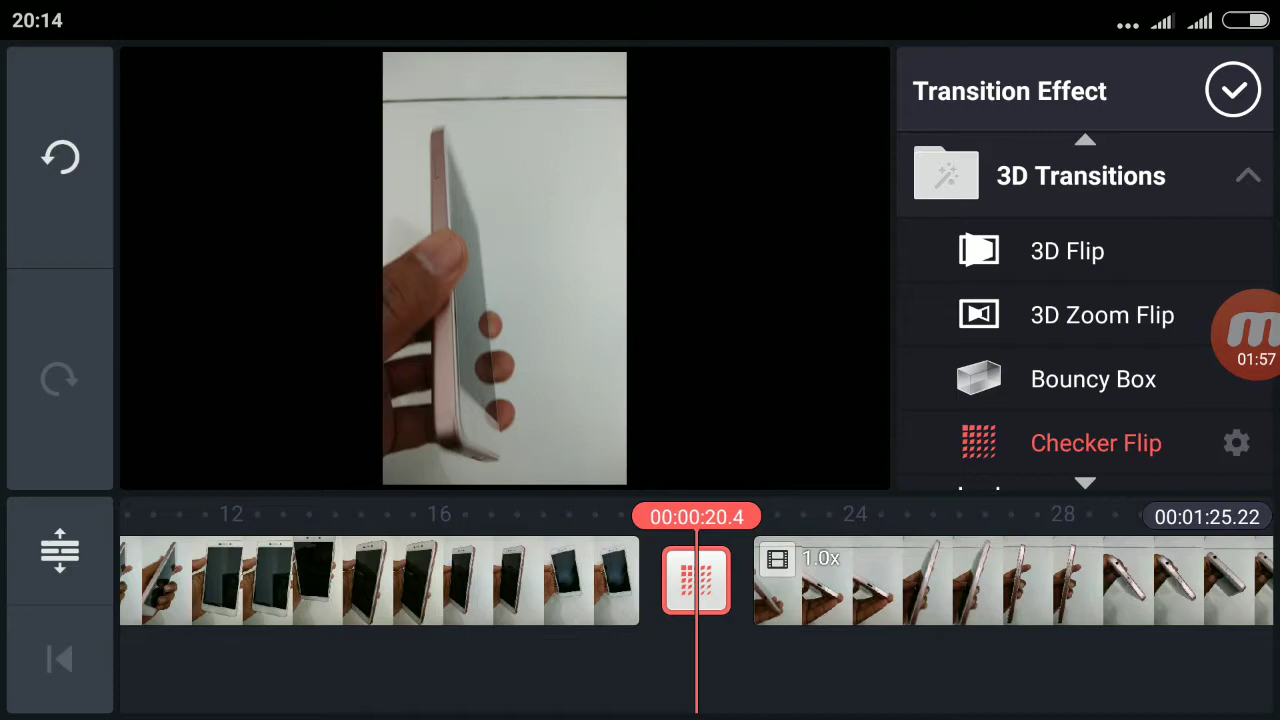 20:14
Transition Effect
3D Transitions
3D Flip
3D Zoom Flip
01:57
Bouncy Box
Checker Flip
12
16
00:00:20.4
24
28
00:01:25.22
1.0x